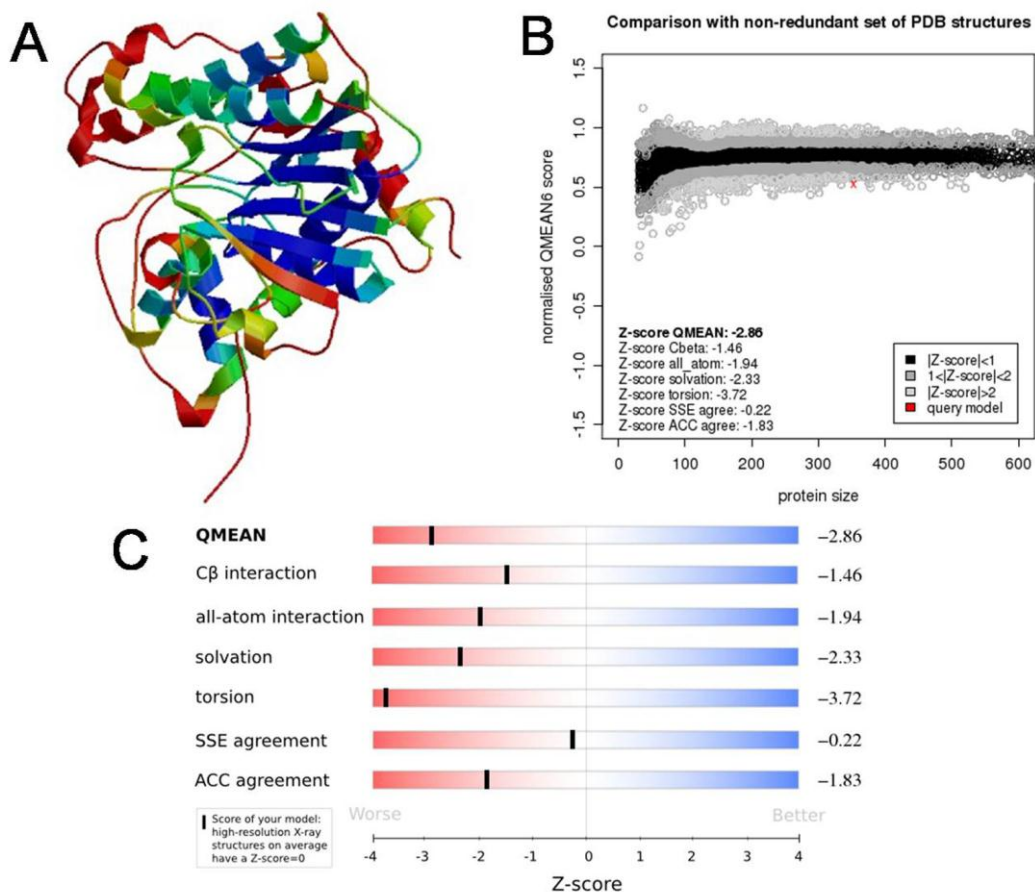 A
B
Comparison with non-redundant set of PDB structures
normalised QMEAN6 score
1.5
1.0
0.5
0.0
-0.5
-1.0
-1.5
Z-score QMEAN: -2.86
Z-score Cbeta: -1.46
Z-score all_atom: -1.94
Z-score solvation: -2.33
Z-score torsion: -3.72
Z-score SSE agree: -0.22
Z-score ACC agree: -1.83
|Z-score|<1
1<|Z-score|<2
|Z-score|>2
query model
x
0 100 200 300 400 500 600
protein size
C
QMEAN −2.86
Cβ interaction −1.46
all-atom interaction −1.94
solvation −2.33
torsion −3.72
SSE agreement −0.22
ACC agreement −1.83
Worse Better
Score of your model:
high-resolution X-ray
structures on average
have a Z-score=0
-4 -3 -2 -1 0 1 2 3 4
Z-score